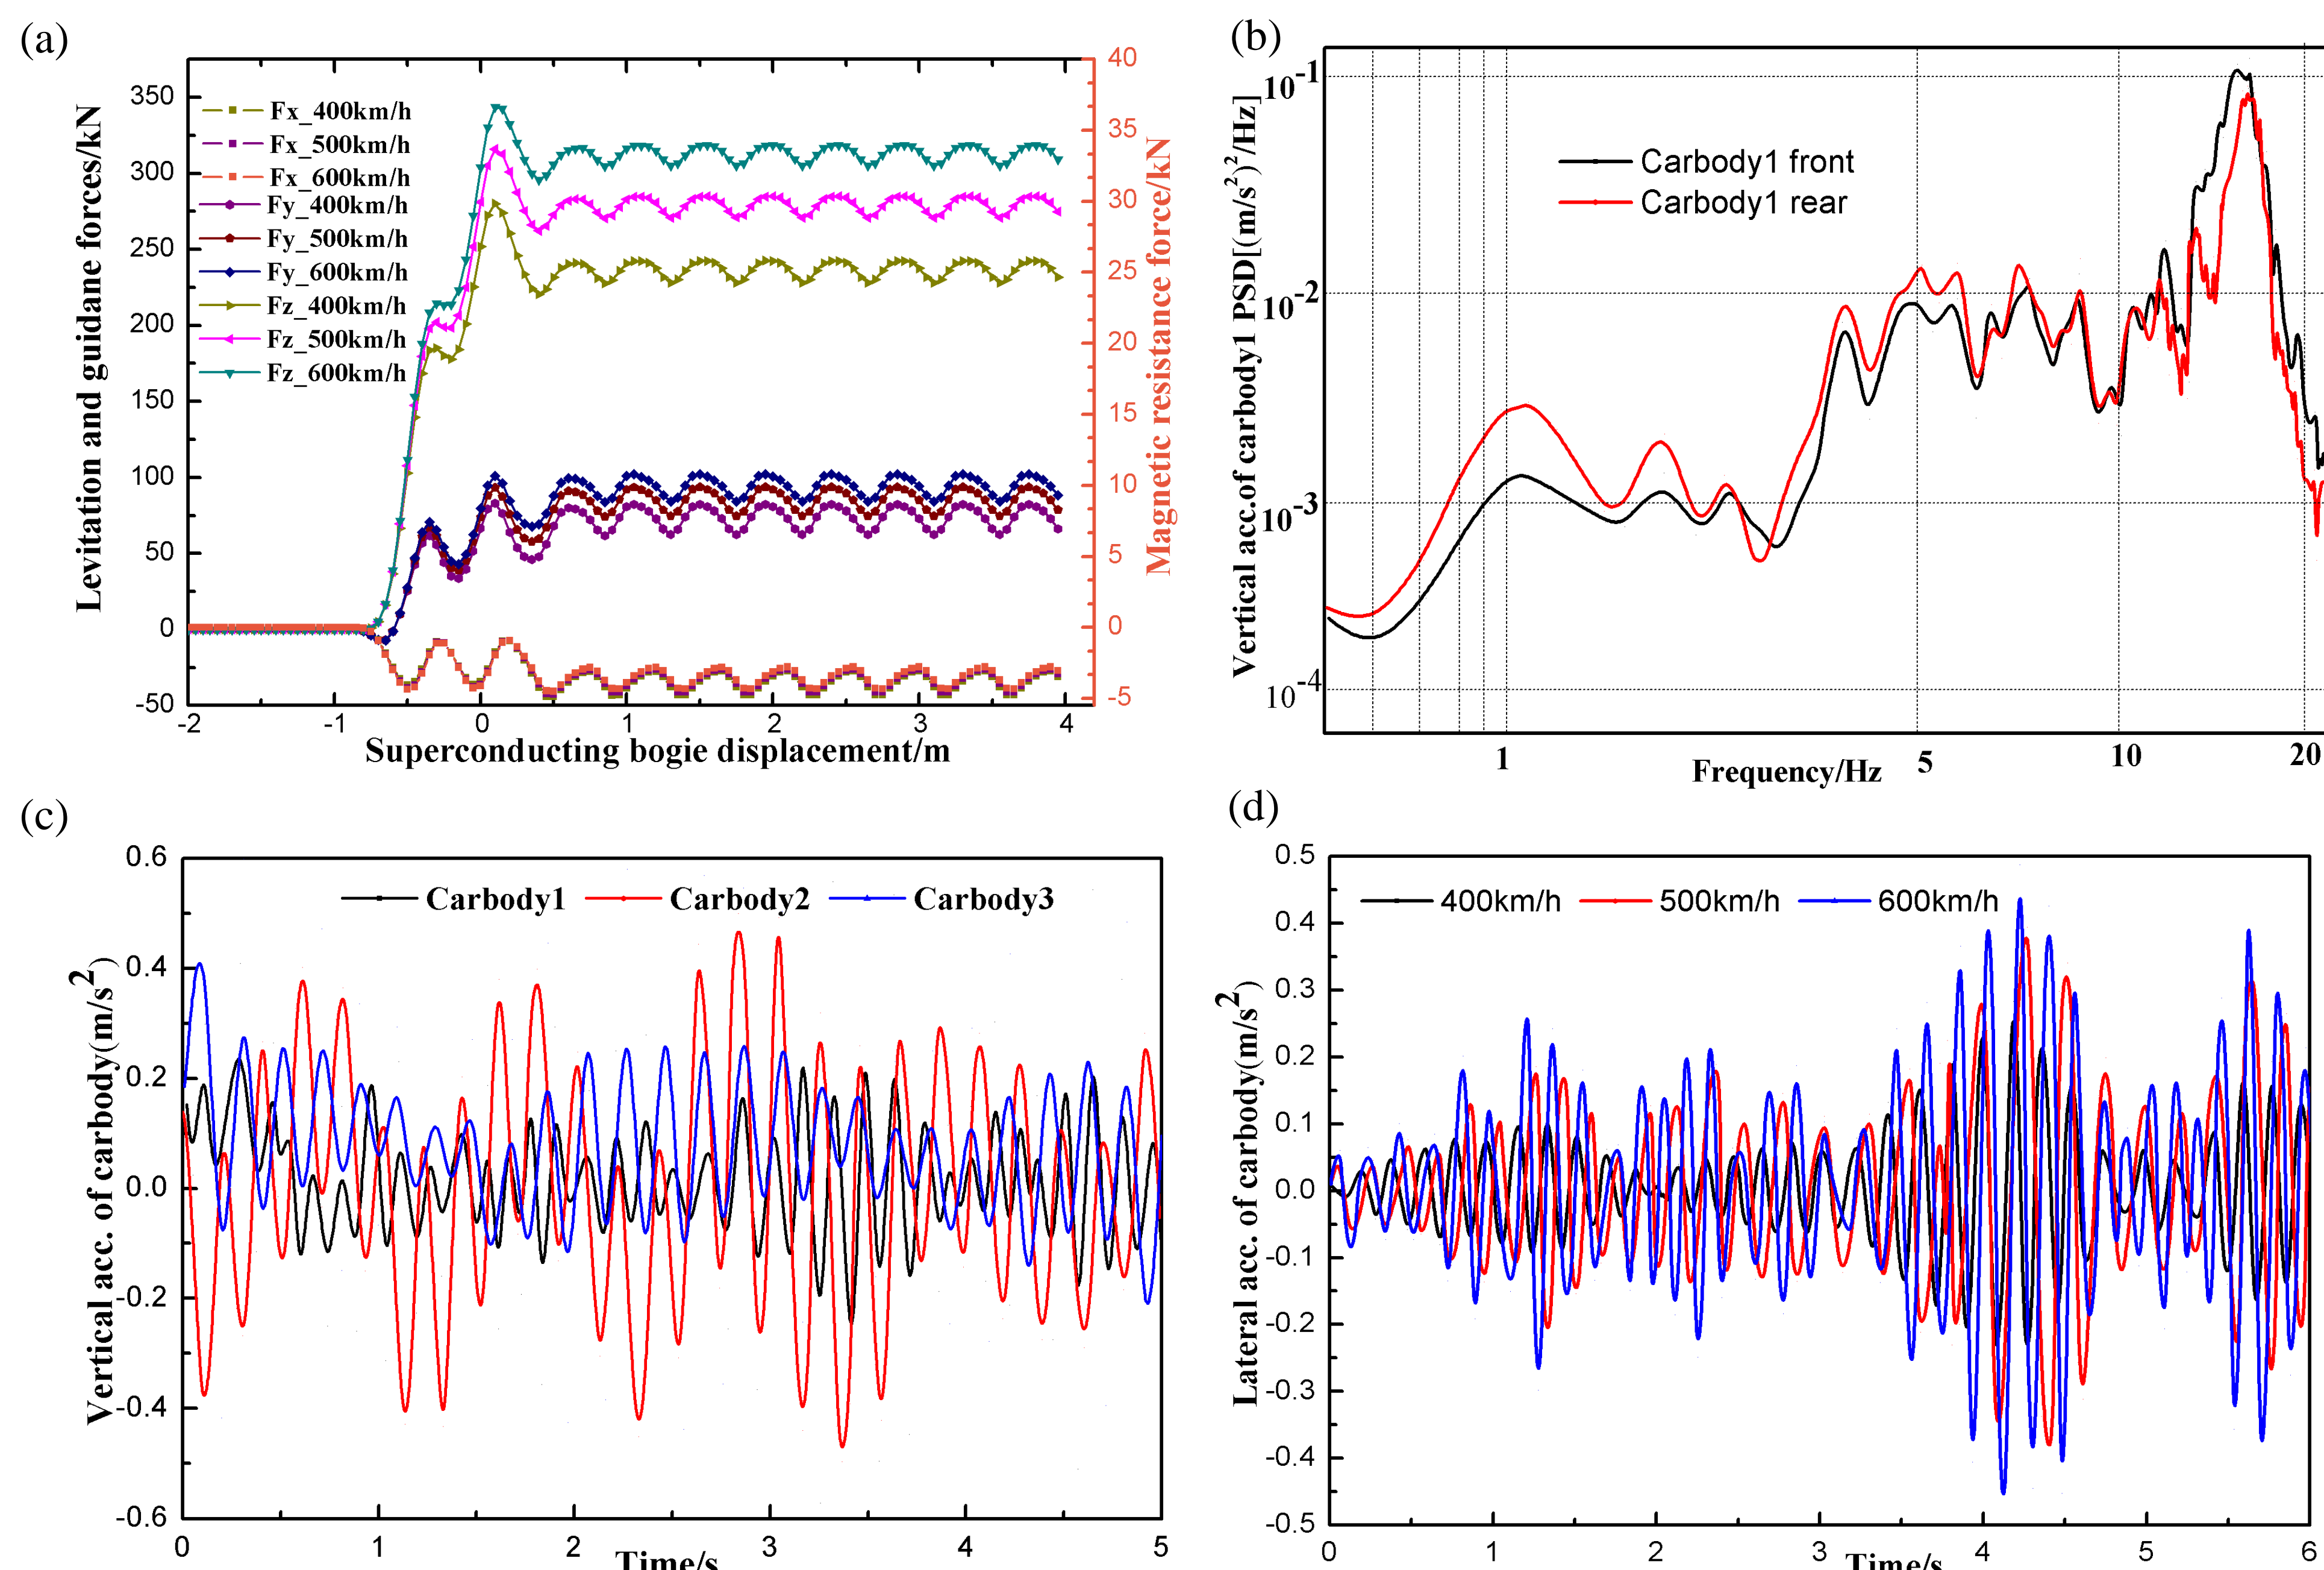 (a)
Levitation and guidane forces/kN
350
300
250
200
150
100
50
0
-50
Fx_400km/h
Fx_500km/h
Fx_600km/h
Fy_400km/h
Fy_500km/h
Fy_600km/h
Fz_400km/h
Fz_500km/h
Fz_600km/h
40
35
30
25
20
15
10
5
0
-5
Magnetic resistance force/kN
-2 -1 0 1 2 3 4
Superconducting bogie displacement/m
(b)
Vertical acc.of carbody1 PSD[(m/s²)²/Hz]
10⁻¹
10⁻²
10⁻³
10⁻⁴
Carbody1 front
Carbody1 rear
1 5 10 20
Frequency/Hz
(c)
Vertical acc. of carbody(m/s²)
0.6
0.4
0.2
0.0
-0.2
-0.4
-0.6
Carbody1 Carbody2 Carbody3
0 1 2 3 4 5
Time/s
(d)
Lateral acc. of carbody(m/s²)
0.5
0.4
0.3
0.2
0.1
0.0
-0.1
-0.2
-0.3
-0.4
-0.5
400km/h 500km/h 600km/h
0 1 2 3 4 5 6
Time/s